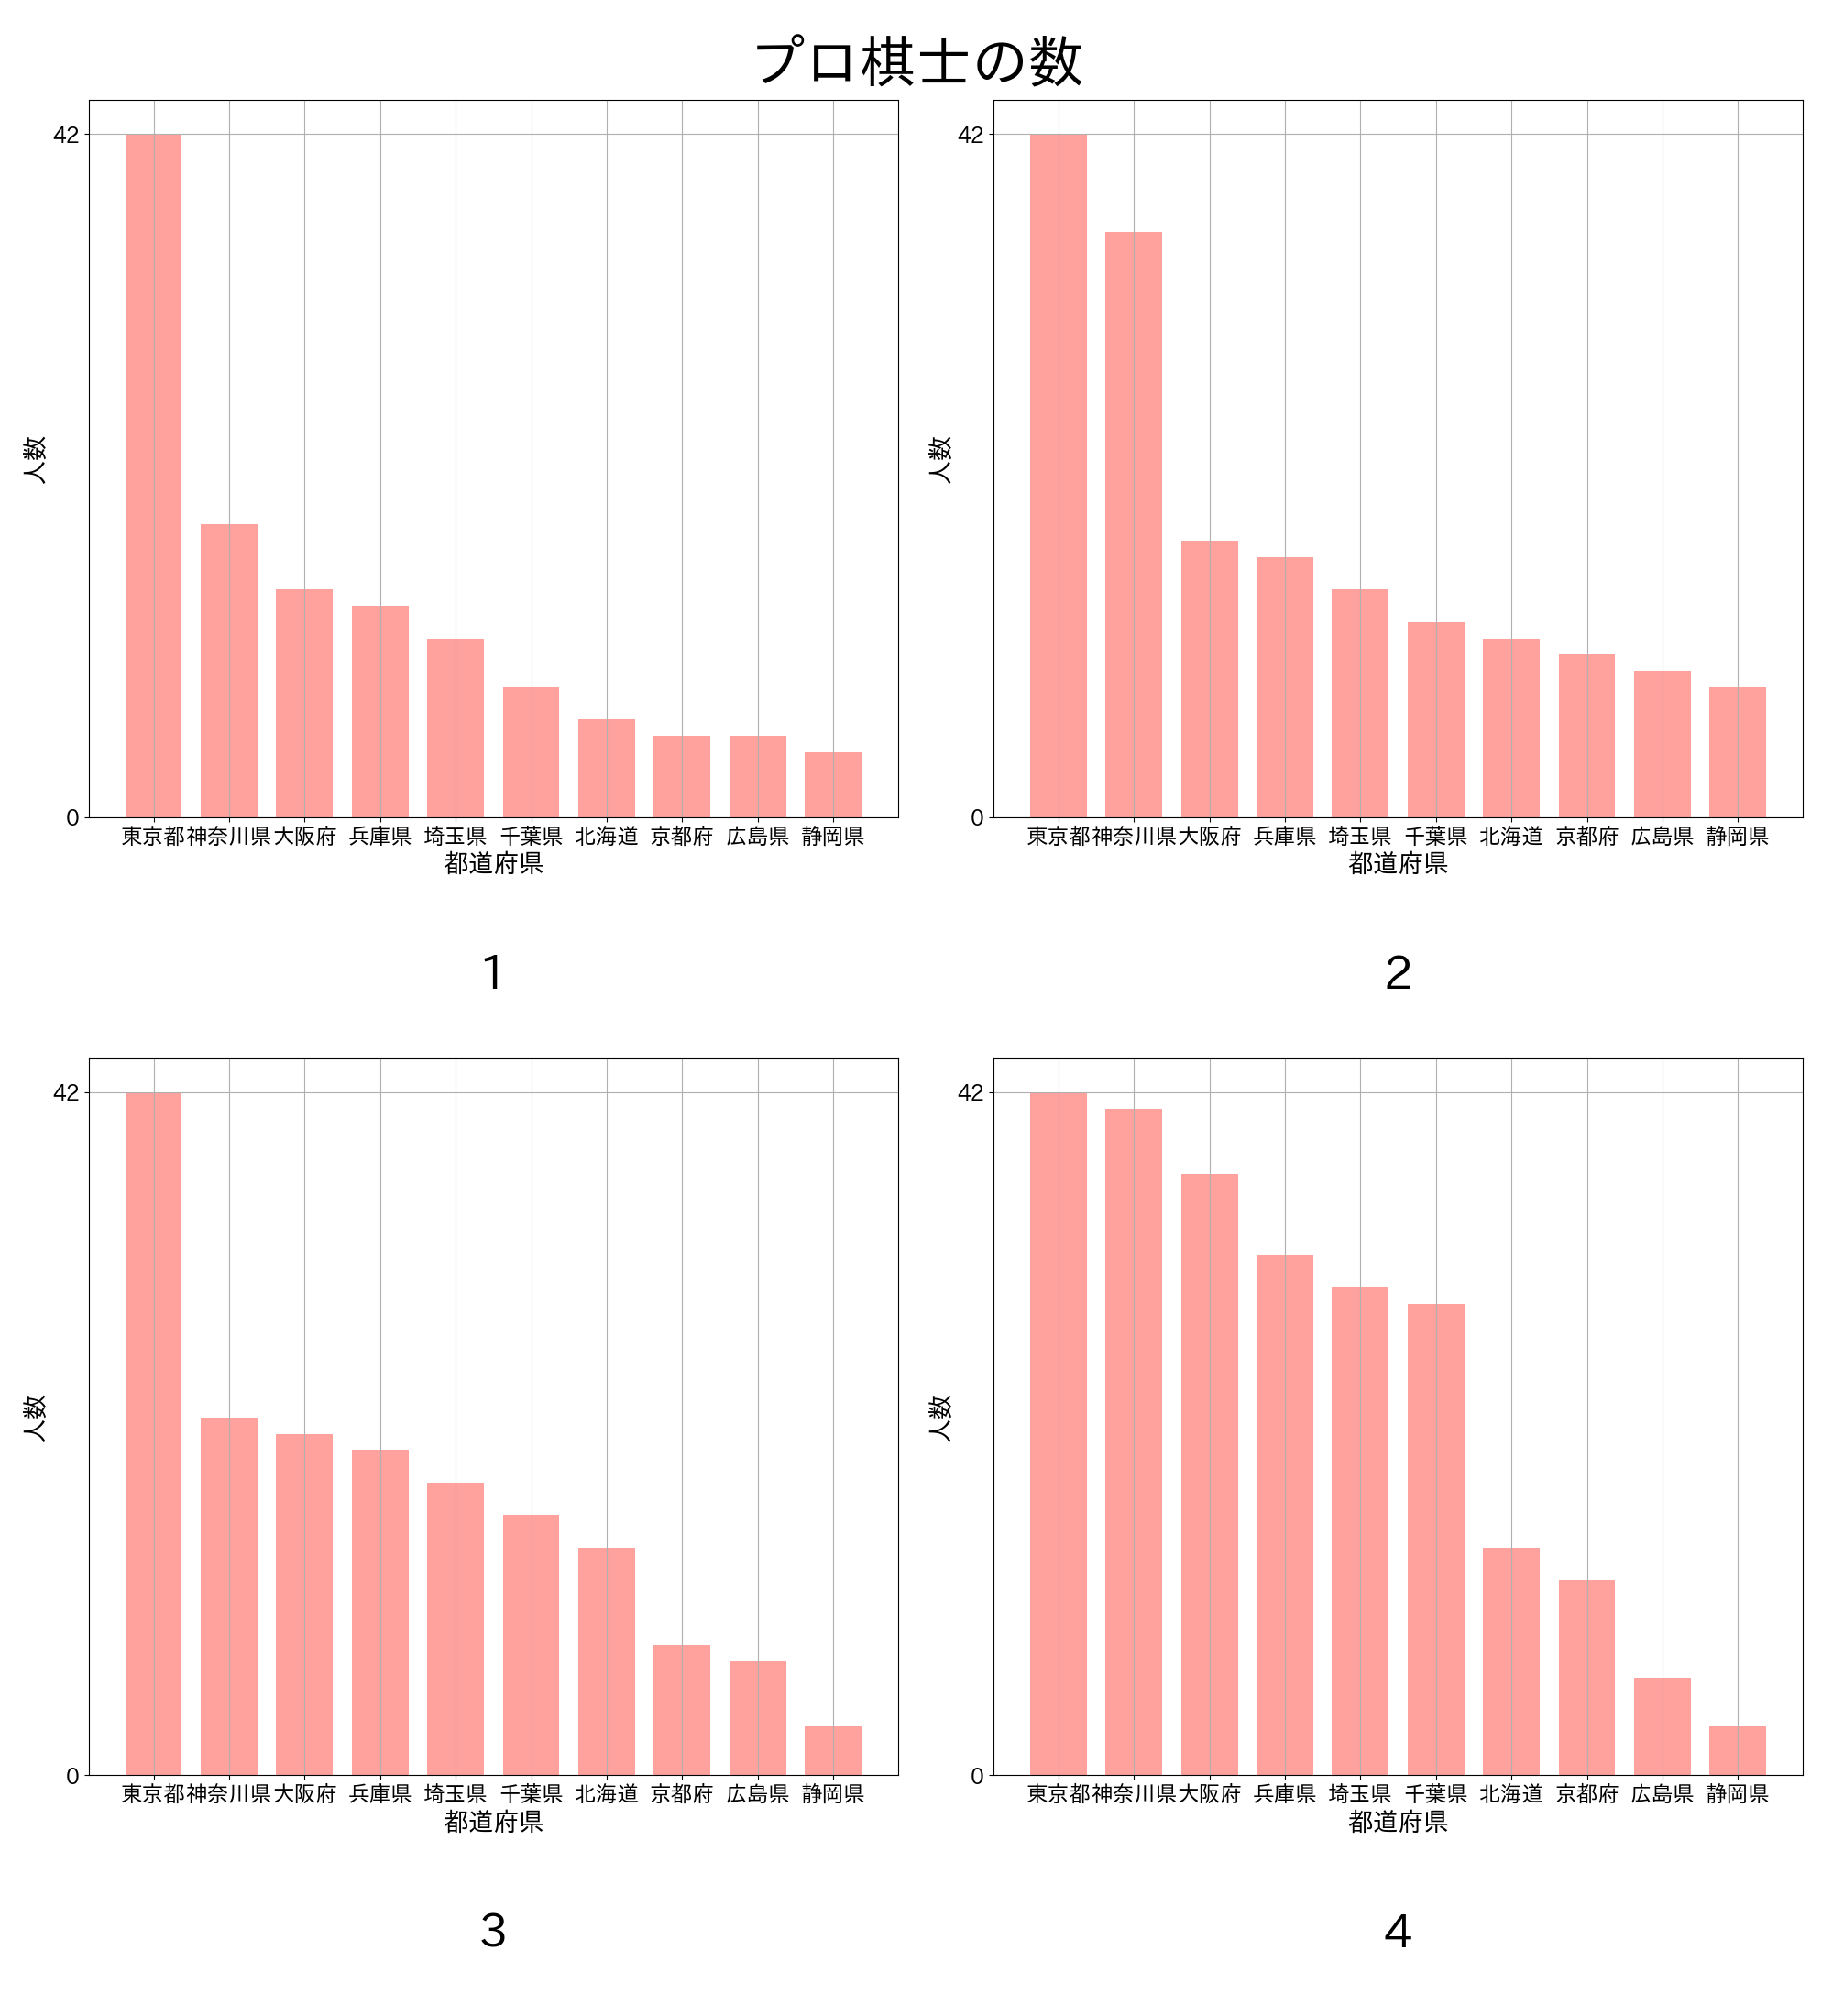 プロ棋士の数
42
0
人数
東京都 神奈川県 大阪府 兵庫県 埼玉県 千葉県 北海道 京都府 広島県 静岡県
都道府県
1
42
0
人数
東京都 神奈川県 大阪府 兵庫県 埼玉県 千葉県 北海道 京都府 広島県 静岡県
都道府県
2
42
0
人数
東京都 神奈川県 大阪府 兵庫県 埼玉県 千葉県 北海道 京都府 広島県 静岡県
都道府県
3
42
0
人数
東京都 神奈川県 大阪府 兵庫県 埼玉県 千葉県 北海道 京都府 広島県 静岡県
都道府県
4